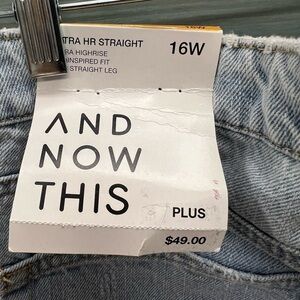 TRA HR STRAIGHT
16W
RA HIGHRISE
INSPIRED FIT
STRAIGHT LEG
AND
NOW
THIS
PLUS
$49.00